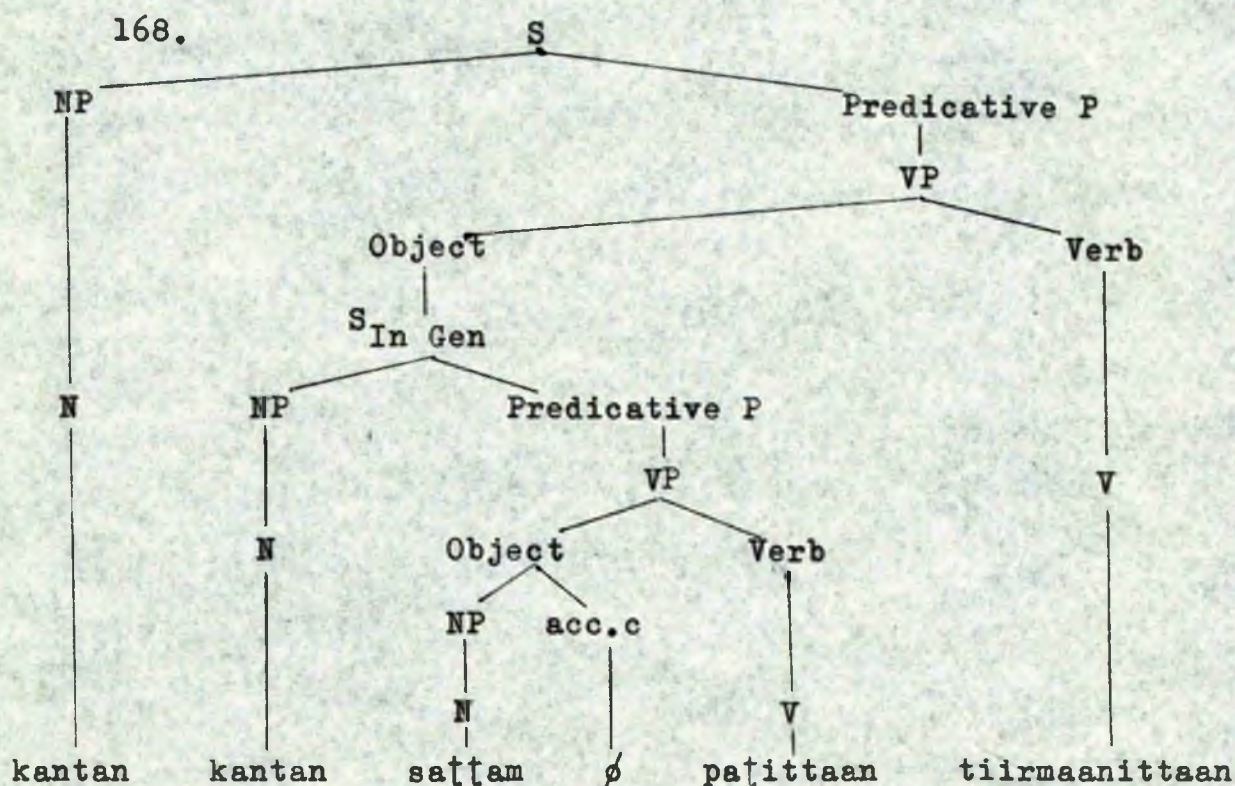 168.
S
NP Predicative P
VP
Object Verb
S In Gen
N NP Predicative P
VP
V
N Object Verb
NP acc.c
N V
kantan kantan saṭṭam ø paṭittaan tiirmaanittaan